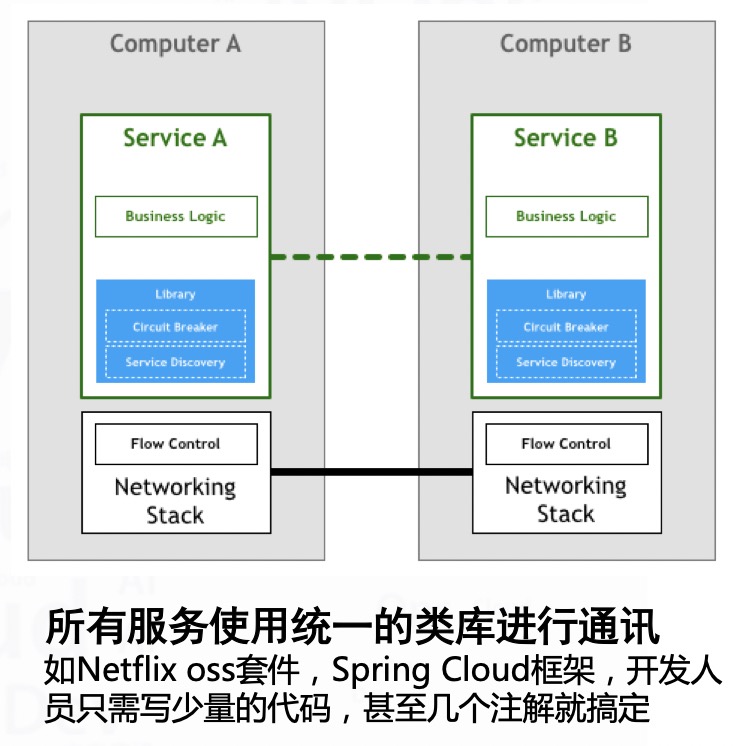 Computer A
Computer B
Service A
Service B
Business Logic
Business Logic
Library
Library
Circuit Breaker
Circuit Breaker
Service Discovery
Service Discovery
Flow Control
Flow Control
Networking
Stack
Networking
Stack
所有服务使用统一的类库进行通讯
如Netflix oss套件，Spring Cloud框架，开发人
员只需写少量的代码，甚至几个注解就搞定